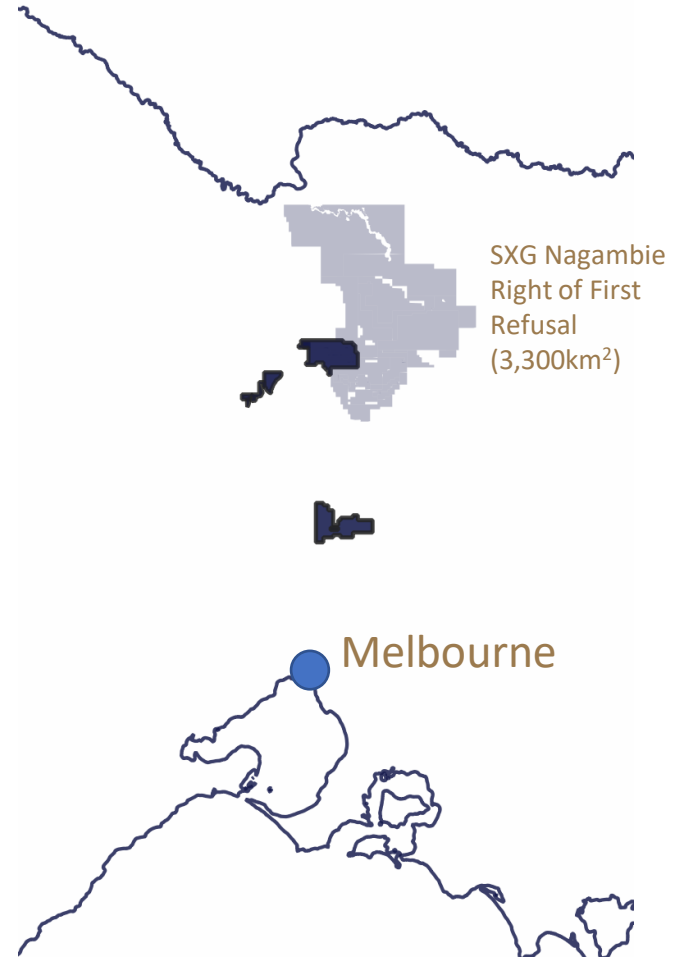 SXG Nagambie
Right of First
Refusal
(3,300km²)
Melbourne